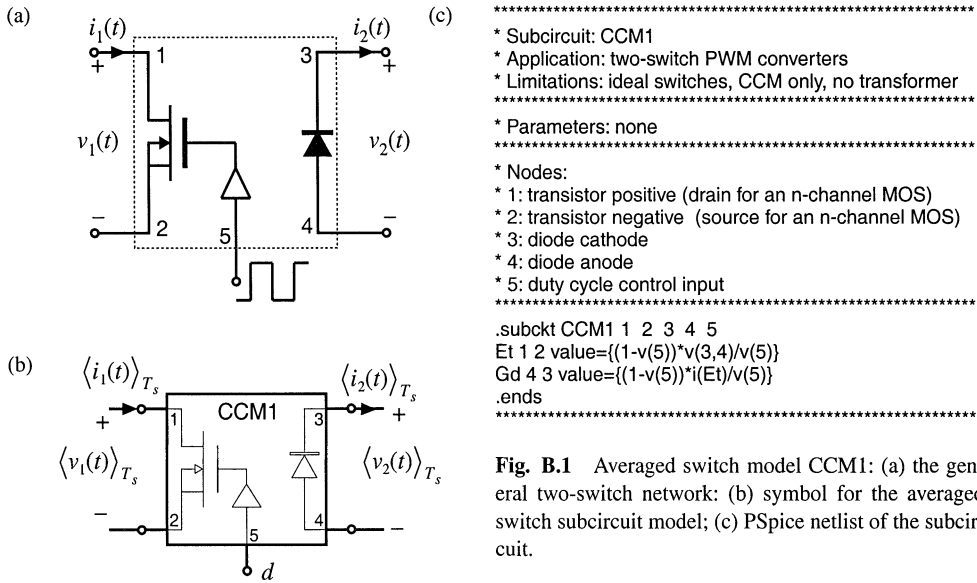 (a)
i₁(t)
i₂(t)
1
3
+
+
v₁(t)
v₂(t)
−
−
2
5
4
(b)
⟨i₁(t)⟩Tₛ
⟨i₂(t)⟩Tₛ
CCM1
+
1
3
+
⟨v₁(t)⟩Tₛ
⟨v₂(t)⟩Tₛ
−
2
5
4
−
d
(c)
************************************************************
* Subcircuit: CCM1
* Application: two-switch PWM converters
* Limitations: ideal switches, CCM only, no transformer
************************************************************
* Parameters: none
************************************************************
* Nodes:
* 1: transistor positive (drain for an n-channel MOS)
* 2: transistor negative (source for an n-channel MOS)
* 3: diode cathode
* 4: diode anode
* 5: duty cycle control input
************************************************************
.subckt CCM1 1 2 3 4 5
Et 1 2 value={(1-v(5))*v(3,4)/v(5)}
Gd 4 3 value={(1-v(5))*i(Et)/v(5)}
.ends
************************************************************
Fig. B.1 Averaged switch model CCM1: (a) the gen-
eral two-switch network: (b) symbol for the averaged
switch subcircuit model; (c) PSpice netlist of the subcir-
cuit.